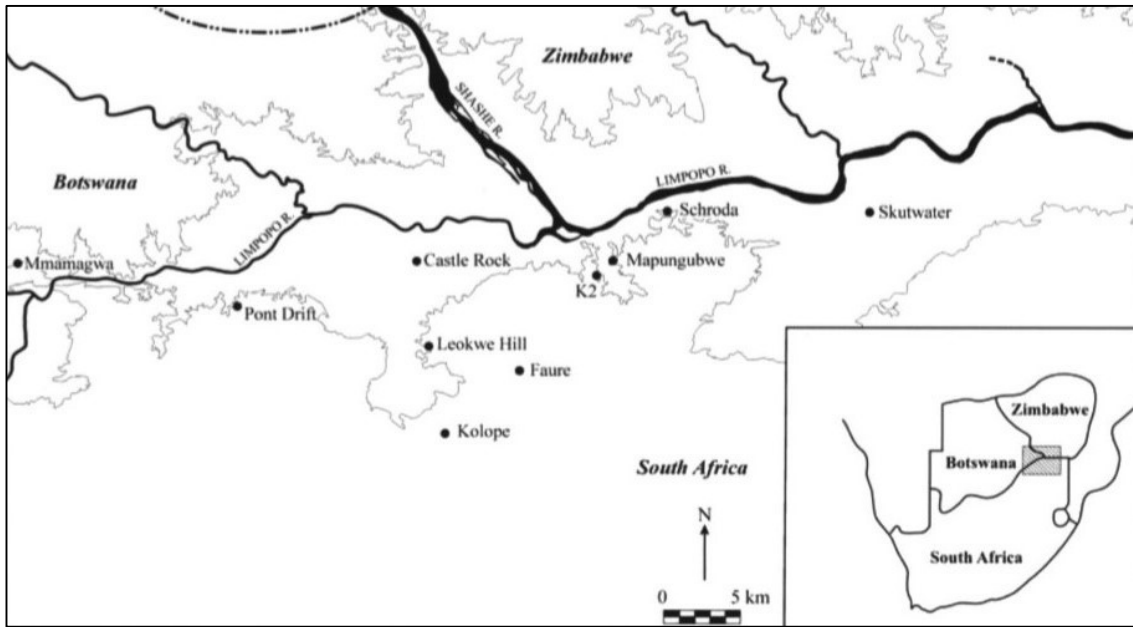 Zimbabwe
SHASHE R.
Botswana
LIMPOPO R.
LIMPOPO R.
Schroda
Skutwater
Mmamagwa
Castle Rock
Mapungubwe
K2
Pont Drift
Leokwe Hill
Faure
Kolope
South Africa
N
0 5 km
Zimbabwe
Botswana
South Africa